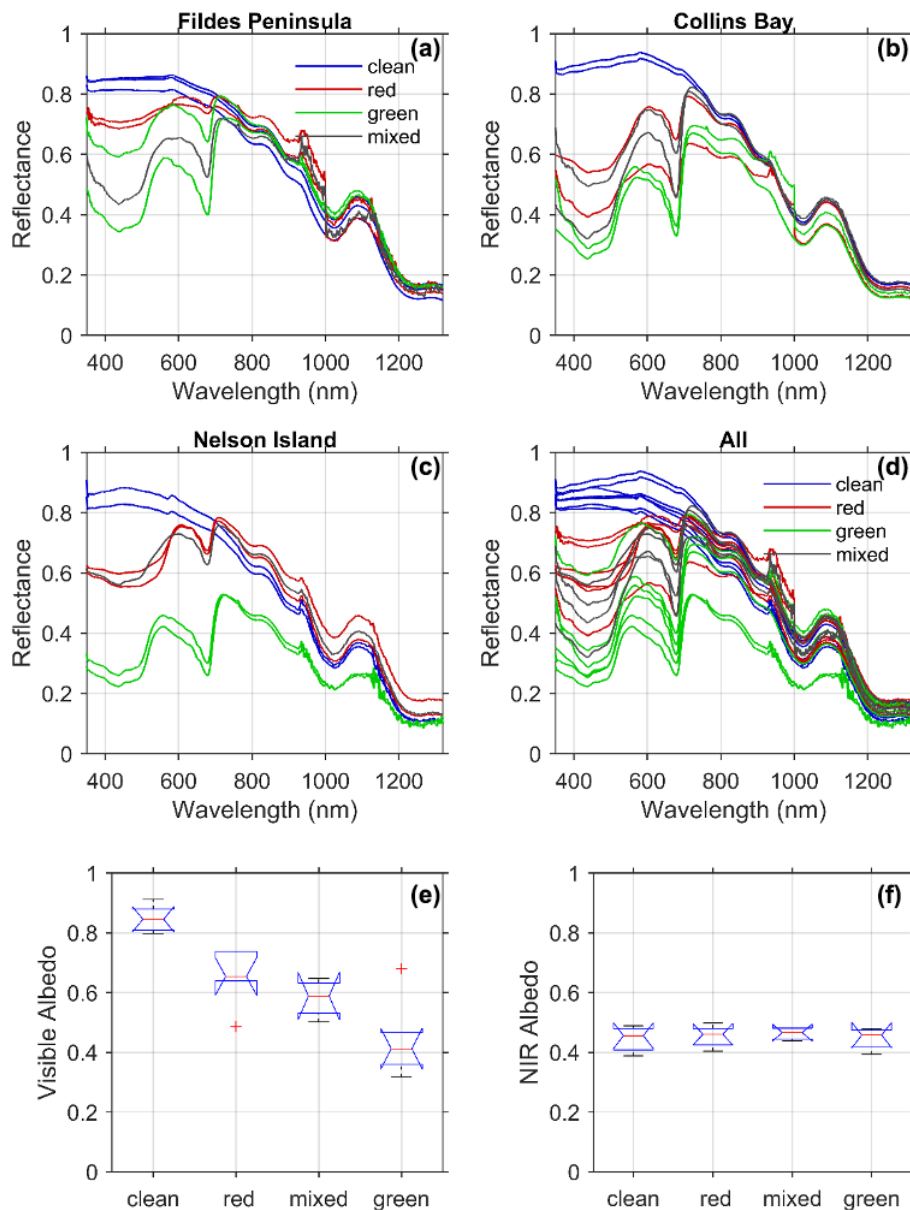 Fildes Peninsula
(a)
clean
red
green
mixed
1
0.8
0.6
0.4
0.2
0
Reflectance
400 600 800 1000 1200
Wavelength (nm)
Collins Bay
(b)
1
0.8
0.6
0.4
0.2
0
Reflectance
400 600 800 1000 1200
Wavelength (nm)
Nelson Island
(c)
1
0.8
0.6
0.4
0.2
0
Reflectance
400 600 800 1000 1200
Wavelength (nm)
All
(d)
clean
red
green
mixed
1
0.8
0.6
0.4
0.2
0
Reflectance
400 600 800 1000 1200
Wavelength (nm)
(e)
1
0.8
0.6
0.4
0.2
0
Visible Albedo
clean red mixed green
(f)
1
0.8
0.6
0.4
0.2
0
NIR Albedo
clean red mixed green